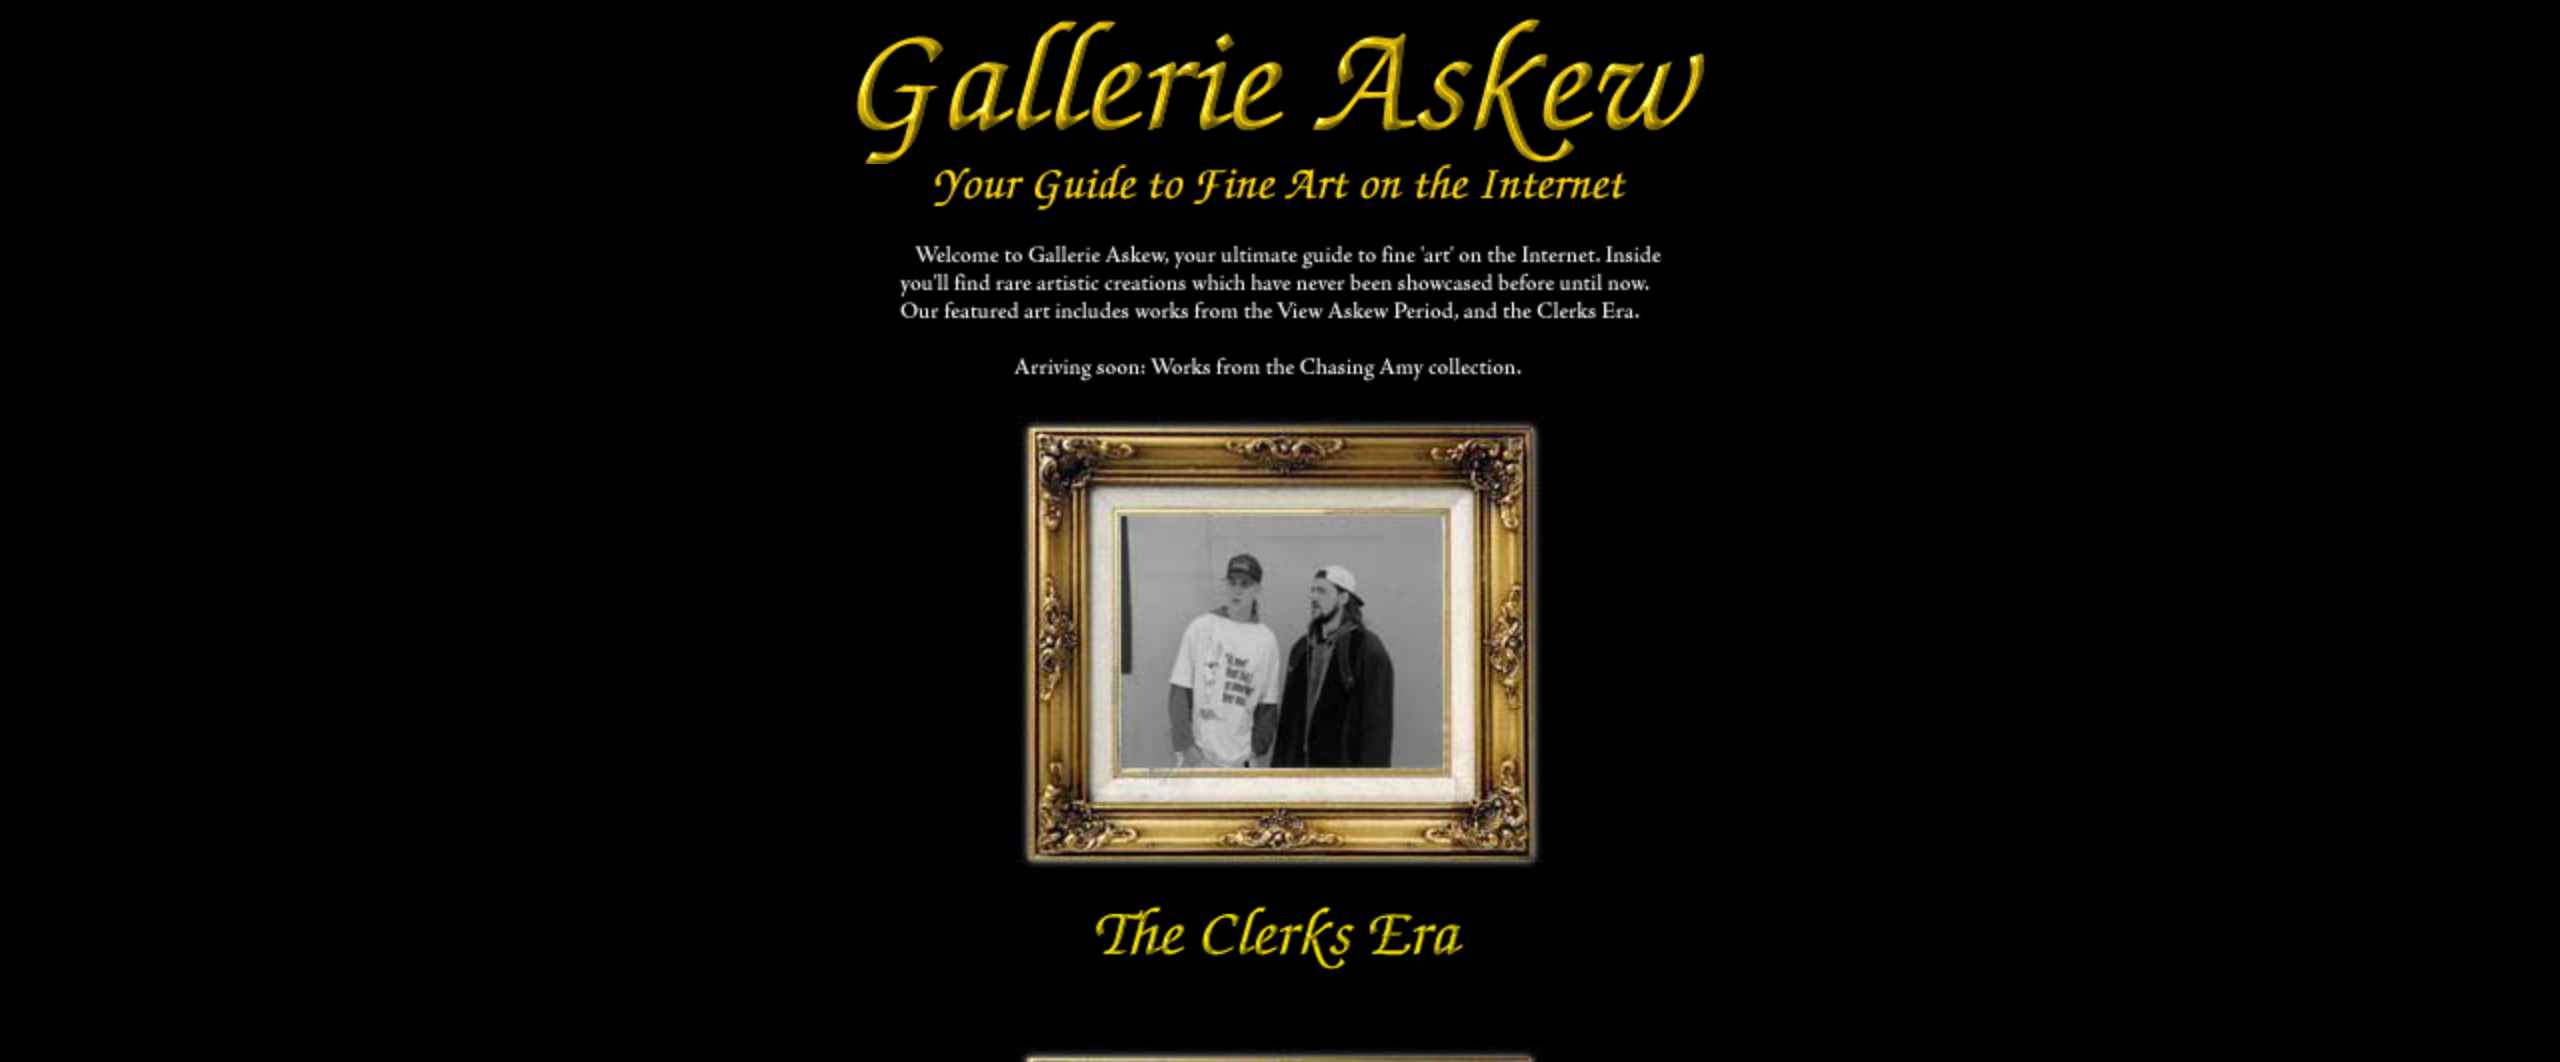 Gallerie Askew
Your Guide to Fine Art on the Internet
Welcome to Gallerie Askew, your ultimate guide to fine 'art' on the Internet. Inside
you'll find rare artistic creations which have never been showcased before until now.
Our featured art includes works from the View Askew Period, and the Clerks Era.
Arriving soon: Works from the Chasing Amy collection.
The Clerks Era